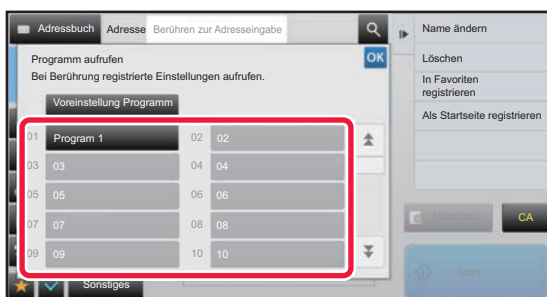 Adressbuch Adresse Berühren zur Adresseingabe
Name ändern
Programm aufrufen OK
Löschen
Bei Berührung registrierte Einstellungen aufrufen.
In Favoriten
registrieren
Voreinstellung Programm
Als Startseite registrieren
01 Program 1 02 02
03 03 04 04
05 05 06 06
07 07 08 08
Vorschau CA
09 09 10 10
Start
Sonstiges